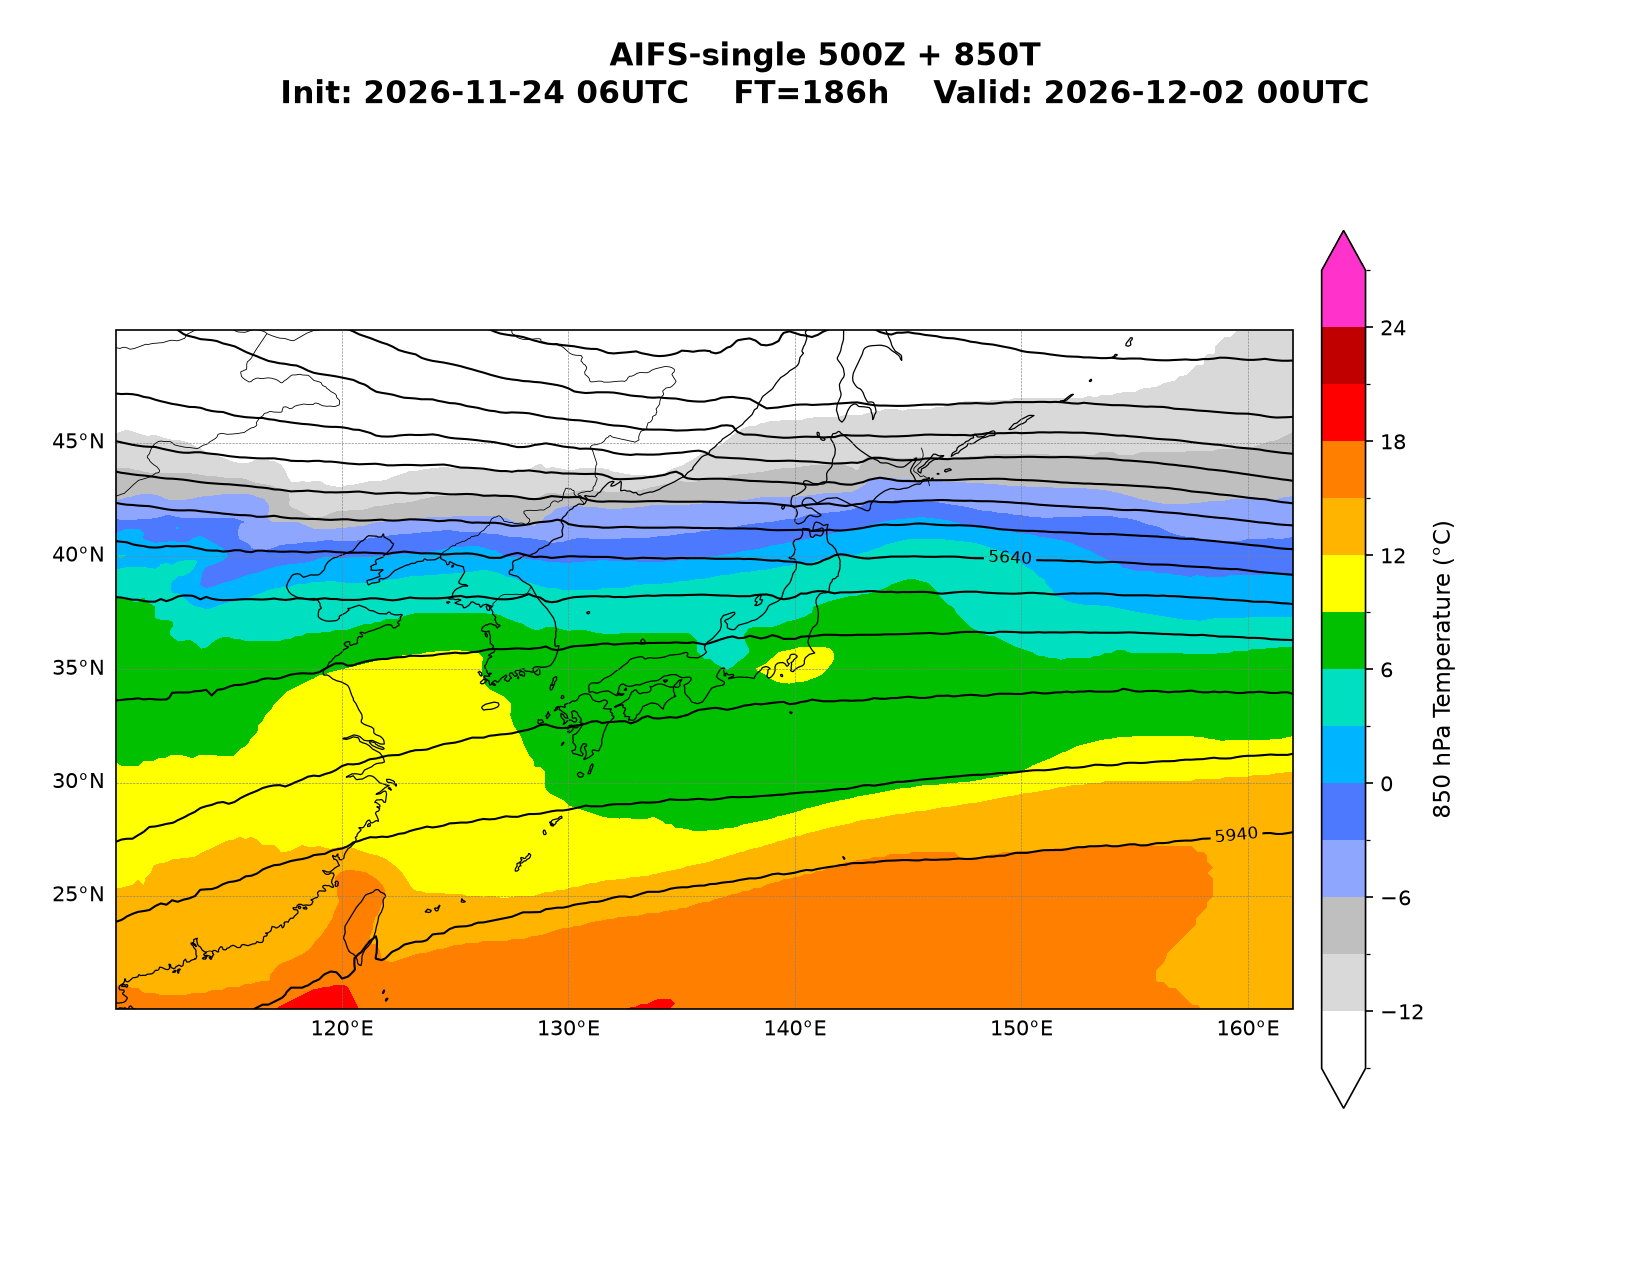 AIFS-single 500Z + 850T
Init: 2026-11-24 06UTC    FT=186h    Valid: 2026-12-02 00UTC
45°N
40°N
35°N
30°N
25°N
120°E
130°E
140°E
150°E
160°E
5640
5940
24
18
12
6
0
−6
−12
850 hPa Temperature (°C)